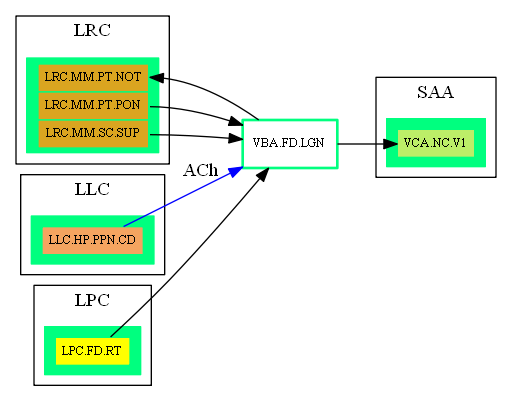 LRC
LRC.MM.PT.NOT
LRC.MM.PT.PON
LRC.MM.SC.SUP
LLC
LLC.HP.PPN.CD
LPC
LPC.FD.RT
ACh
VBA.FD.LGN
SAA
VCA.NC.V1